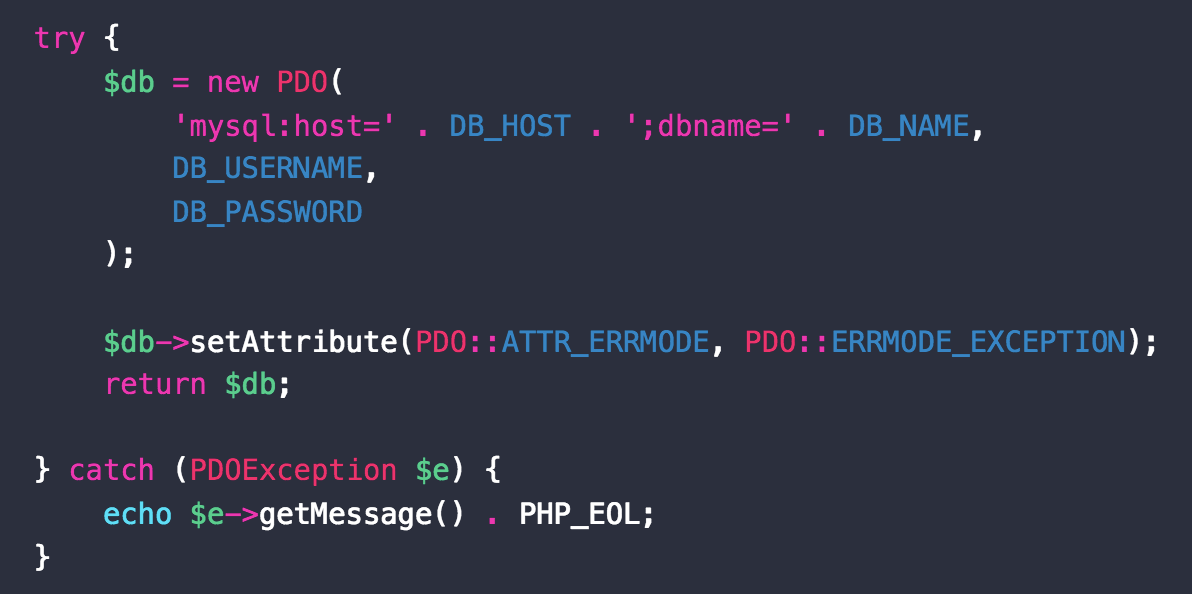 try {
    $db = new PDO(
        'mysql:host=' . DB_HOST . ';dbname=' . DB_NAME,
        DB_USERNAME,
        DB_PASSWORD
    );

    $db->setAttribute(PDO::ATTR_ERRMODE, PDO::ERRMODE_EXCEPTION);
    return $db;

} catch (PDOException $e) {
    echo $e->getMessage() . PHP_EOL;
}